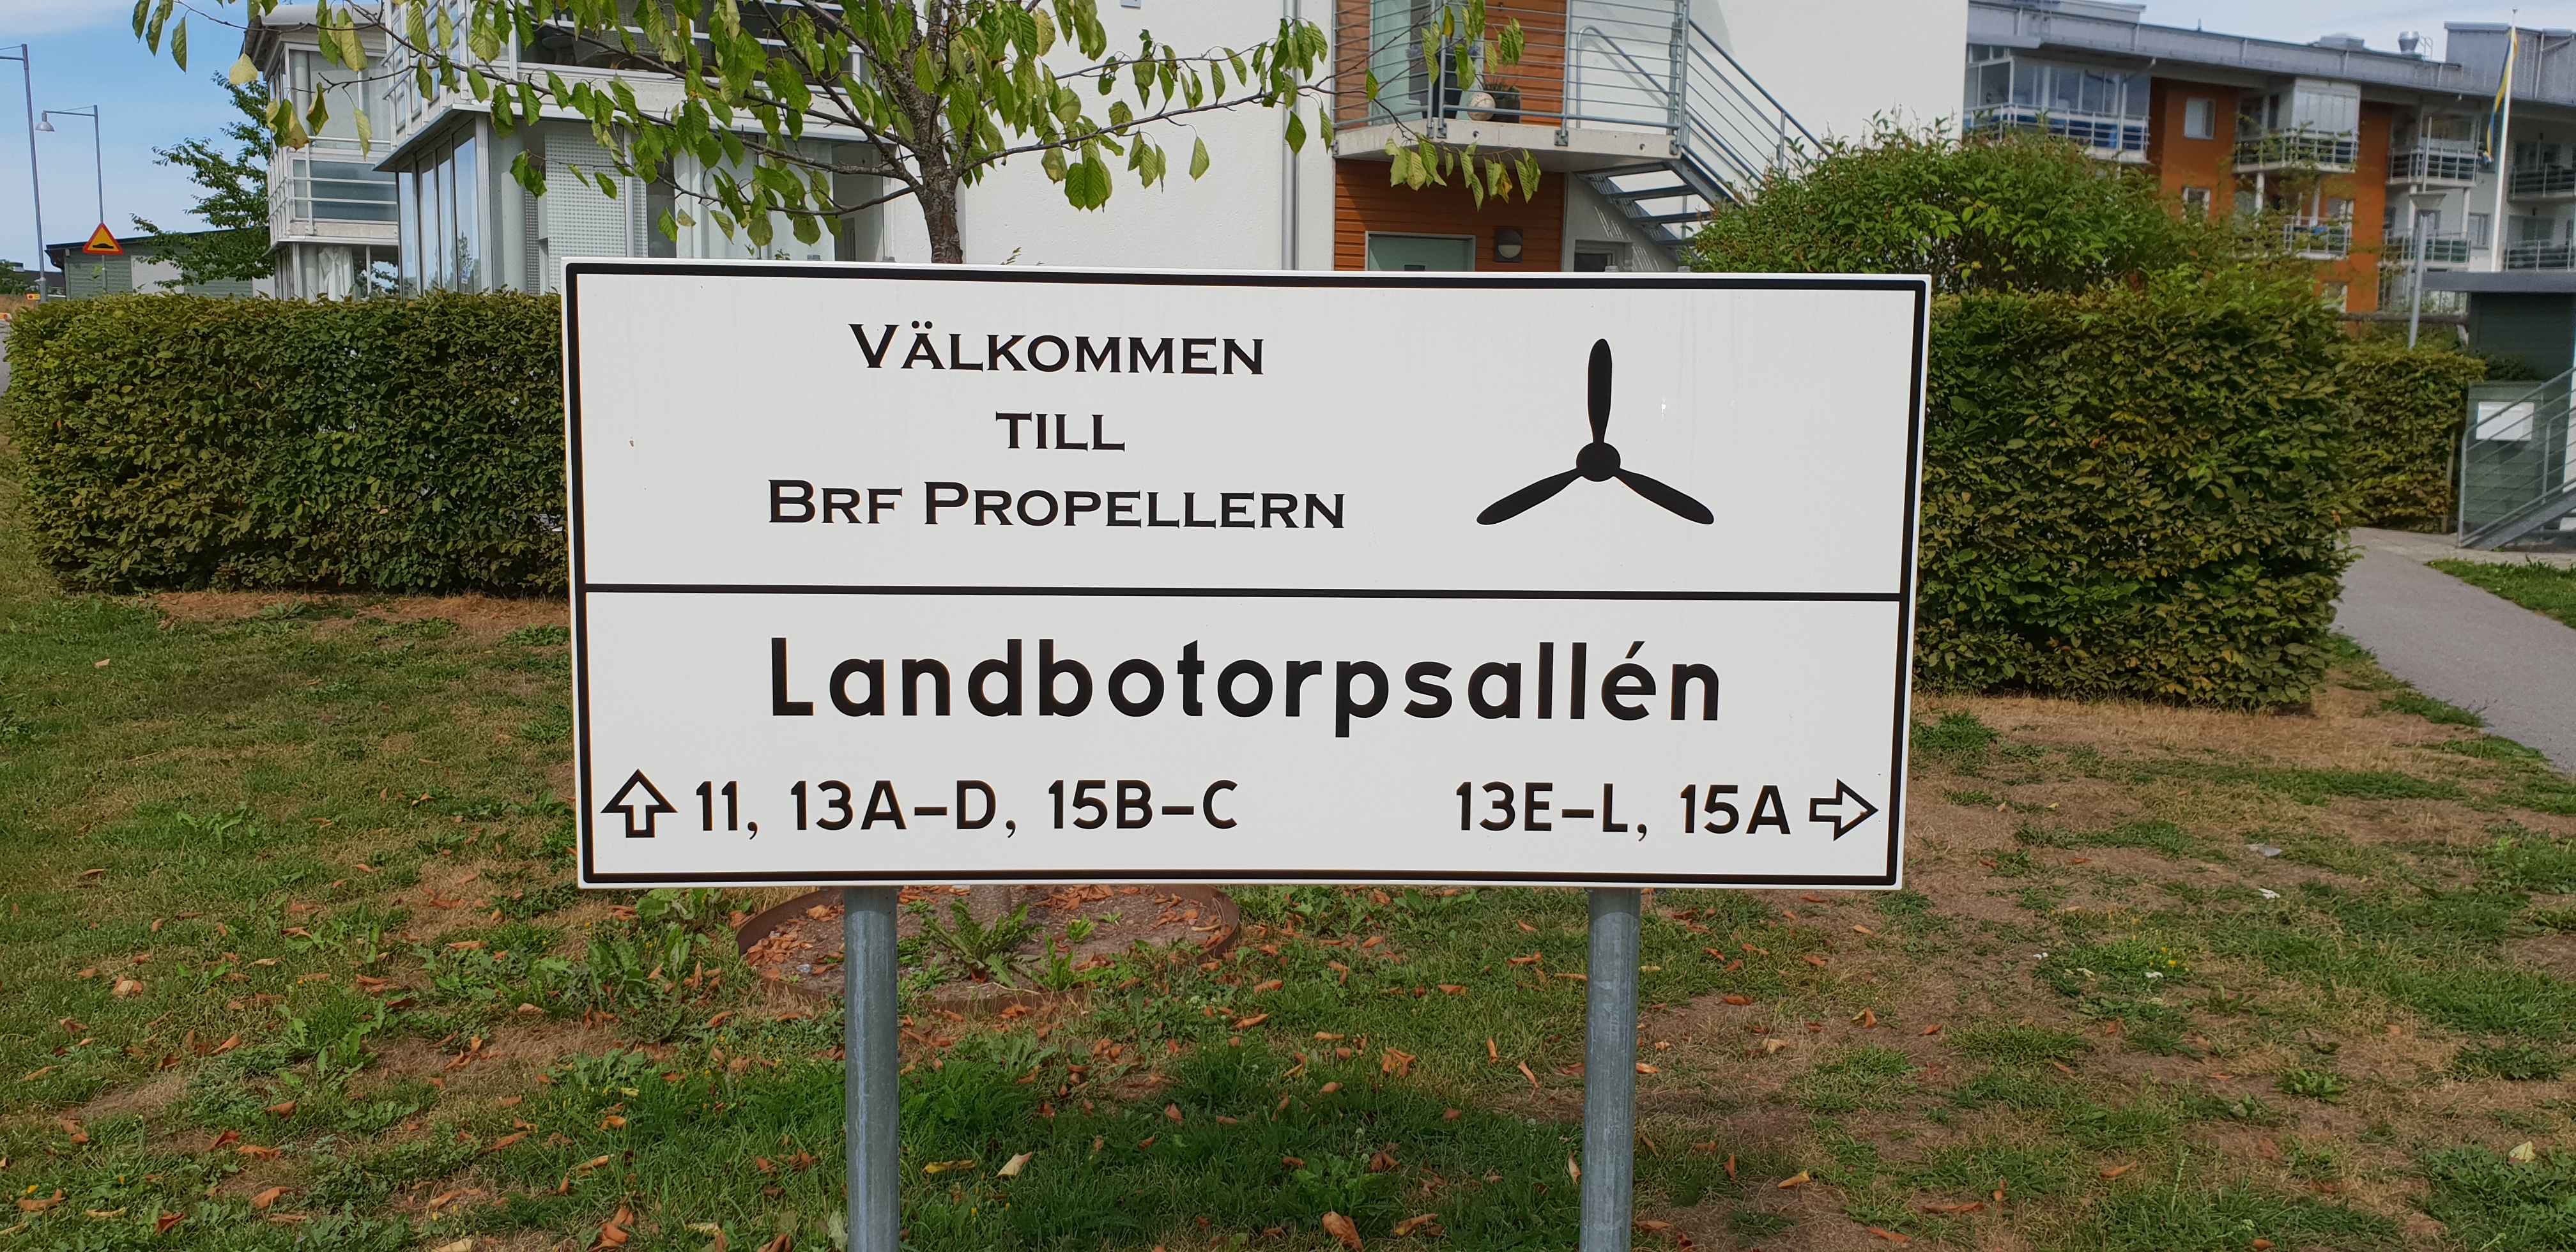 VÄLKOMMEN
TILL
BRF PROPELLERN
Landbotorpsallén
11, 13A–D, 15B–C
13E–L, 15A